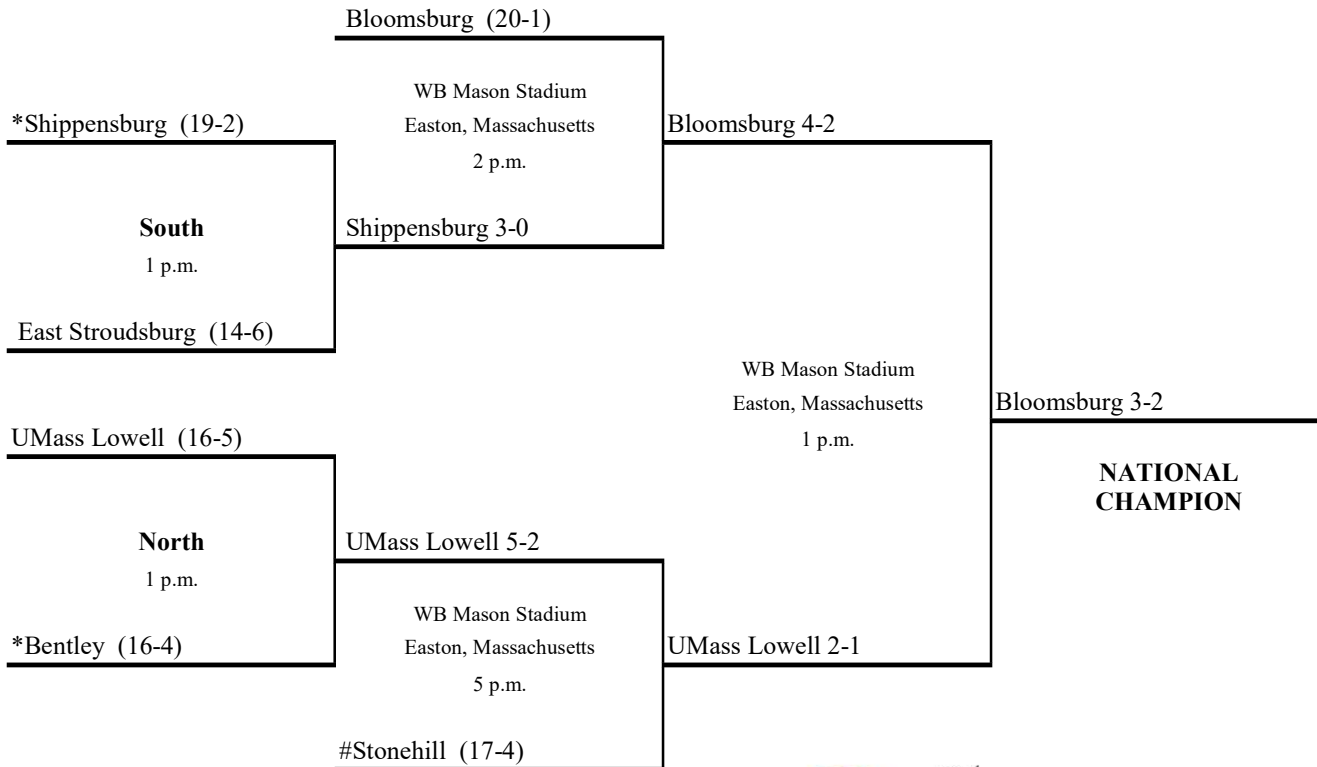 Bloomsburg (20-1)
WB Mason Stadium
Easton, Massachusetts
2 p.m.
*Shippensburg (19-2)
Bloomsburg 4-2
South
1 p.m.
Shippensburg 3-0
East Stroudsburg (14-6)
WB Mason Stadium
Easton, Massachusetts
1 p.m.
Bloomsburg 3-2
NATIONAL
CHAMPION
UMass Lowell (16-5)
North
1 p.m.
UMass Lowell 5-2
*Bentley (16-4)
WB Mason Stadium
Easton, Massachusetts
5 p.m.
UMass Lowell 2-1
#Stonehill (17-4)